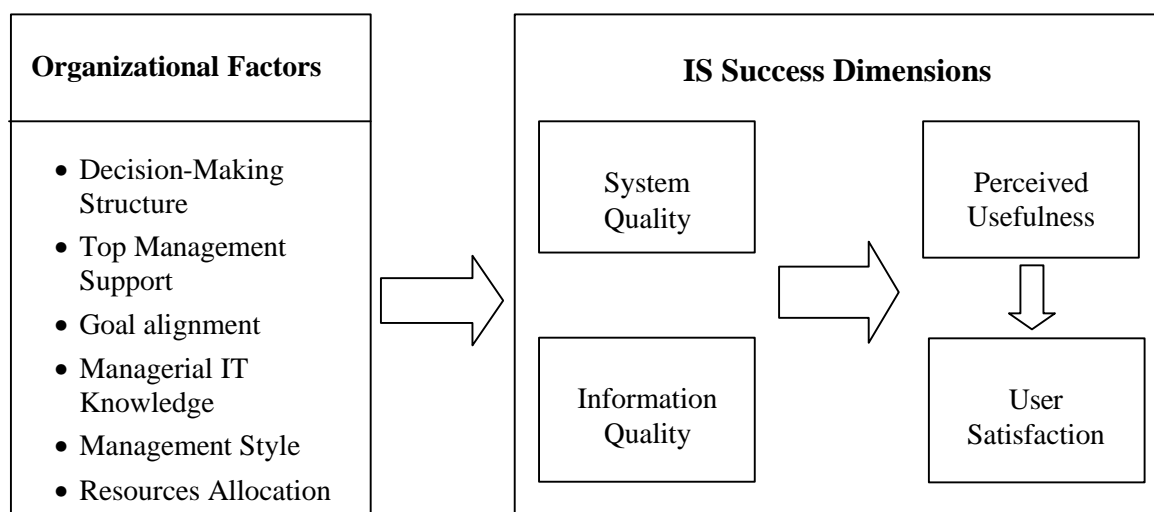 Organizational Factors
• Decision-Making
Structure
• Top Management
Support
• Goal alignment
• Managerial IT
Knowledge
• Management Style
• Resources Allocation
IS Success Dimensions
System
Quality
Information
Quality
Perceived
Usefulness
User
Satisfaction